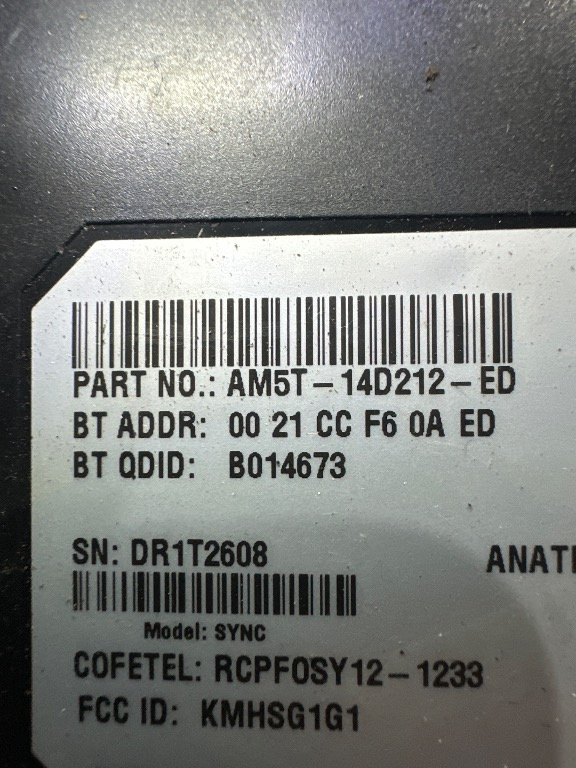 PART NO.: AM5T-14D212-ED
BT ADDR: 00 21 CC F6 0A ED
BT QDID: B014673
SN: DR1T2608
ANATE
Model: SYNC
COFETEL: RCPFOSY12-1233
FCC ID: KMHSG1G1